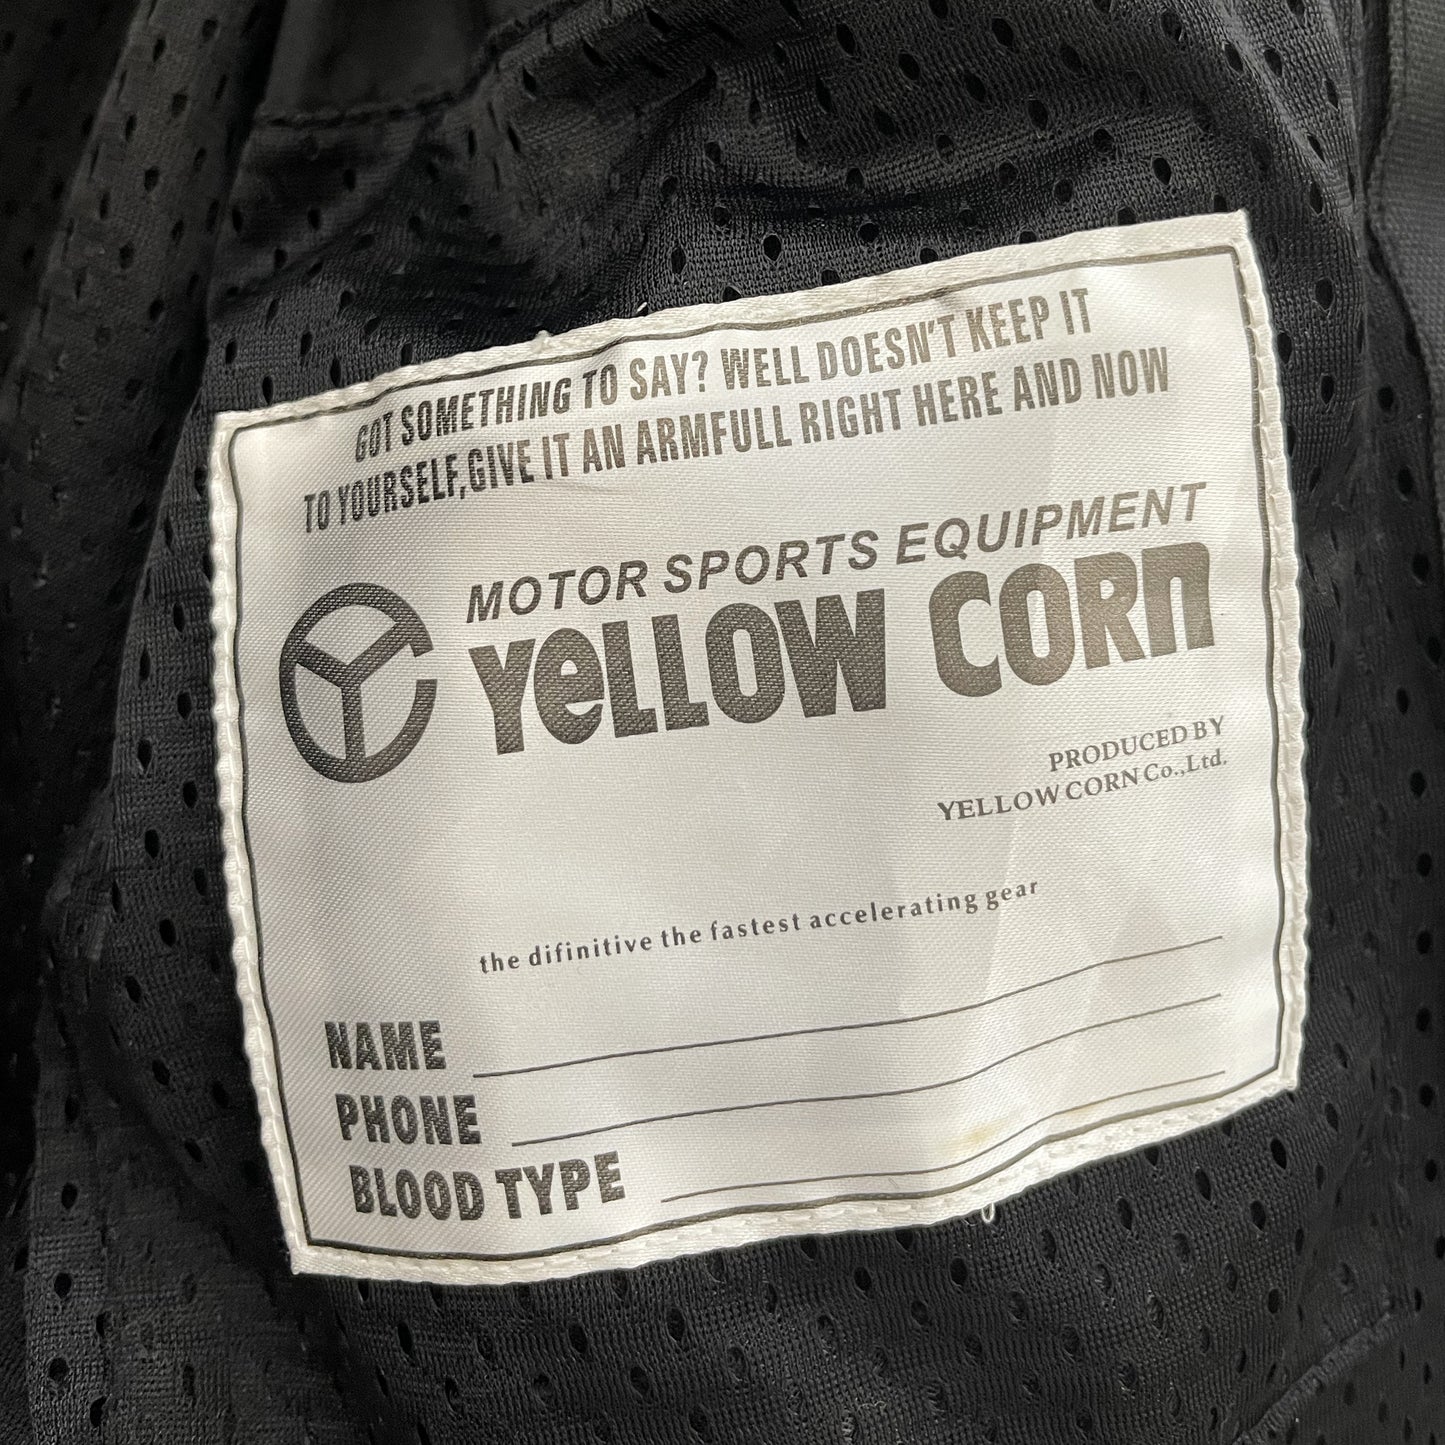 GOT SOMETHING TO SAY? WELL DOESN'T KEEP IT
TO YOURSELF,GIVE IT AN ARMFULL RIGHT HERE AND NOW
MOTOR SPORTS EQUIPMENT
YeLLOW CORn
PRODUCED BY
YELLOW CORN Co.,Ltd.
the difinitive the fastest accelerating gear
NAME
PHONE
BLOOD TYPE